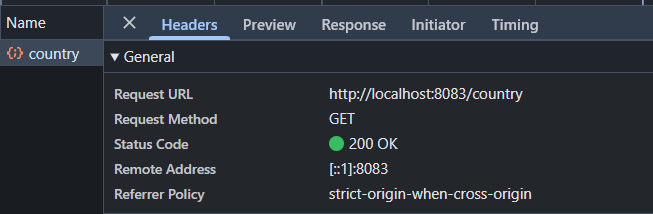 Name
Headers Preview Response Initiator Timing
country
General
Request URL http://localhost:8083/country
Request Method GET
Status Code 200 OK
Remote Address [::1]:8083
Referrer Policy strict-origin-when-cross-origin